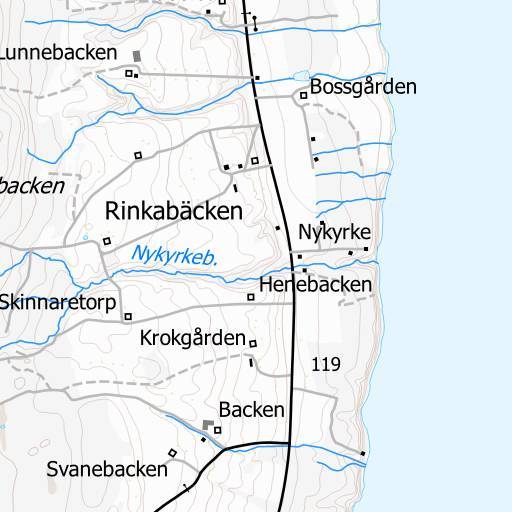 Lunnebacken
Bossgården
backen
Rinkabäcken
Nykyrke
Nykyrkeb.
Henebacken
Skinnaretorp
Krokgården
119
Backen
Svanebacken